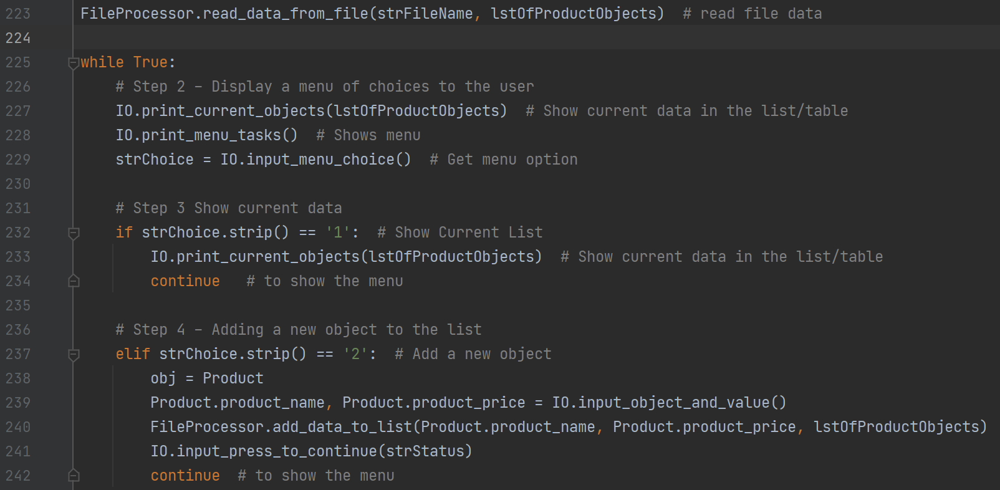 223 FileProcessor.read_data_from_file(strFileName, lstOfProductObjects)  # read file data
224
225 while True:
226     # Step 2 - Display a menu of choices to the user
227     IO.print_current_objects(lstOfProductObjects)  # Show current data in the list/table
228     IO.print_menu_tasks()  # Shows menu
229     strChoice = IO.input_menu_choice()  # Get menu option
230
231     # Step 3 Show current data
232     if strChoice.strip() == '1':  # Show Current List
233         IO.print_current_objects(lstOfProductObjects)  # Show current data in the list/table
234         continue   # to show the menu
235
236     # Step 4 - Adding a new object to the list
237     elif strChoice.strip() == '2':  # Add a new object
238         obj = Product
239         Product.product_name, Product.product_price = IO.input_object_and_value()
240         FileProcessor.add_data_to_list(Product.product_name, Product.product_price, lstOfProductObjects)
241         IO.input_press_to_continue(strStatus)
242         continue  # to show the menu